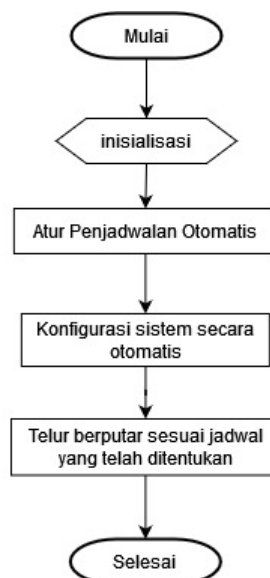 Mulai
inisialisasi
Atur Penjadwalan Otomatis
Konfigurasi sistem secara
otomatis
Telur berputar sesuai jadwal
yang telah ditentukan
Selesai